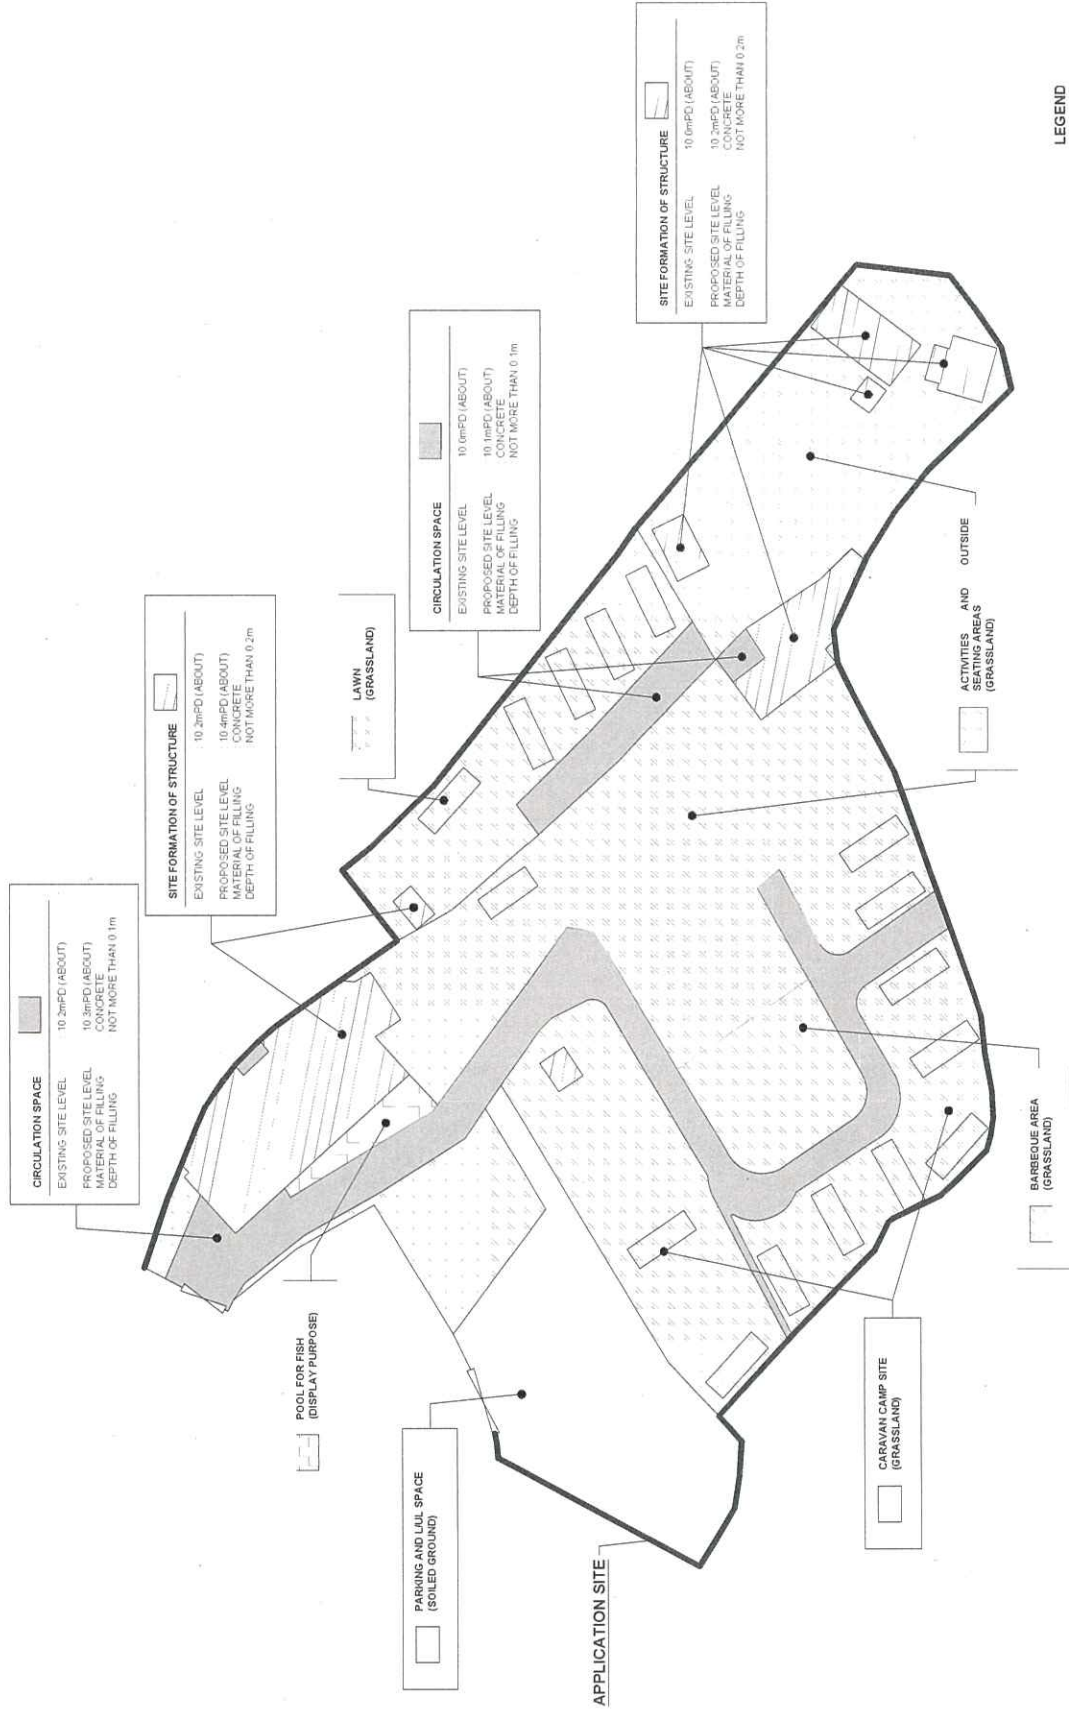 CIRCULATION SPACE
EXISTING SITE LEVEL 10.2mPD (ABOUT)
PROPOSED SITE LEVEL 10.3mPD (ABOUT)
MATERIAL OF FILLING CONCRETE
DEPTH OF FILLING NOT MORE THAN 0.1m
SITE FORMATION OF STRUCTURE
EXISTING SITE LEVEL 10.2mPD (ABOUT)
PROPOSED SITE LEVEL 10.4mPD (ABOUT)
MATERIAL OF FILLING CONCRETE
DEPTH OF FILLING NOT MORE THAN 0.2m
LAWN
(GRASSLAND)
CIRCULATION SPACE
EXISTING SITE LEVEL 10.0mPD (ABOUT)
PROPOSED SITE LEVEL 10.1mPD (ABOUT)
MATERIAL OF FILLING CONCRETE
DEPTH OF FILLING NOT MORE THAN 0.1m
SITE FORMATION OF STRUCTURE
EXISTING SITE LEVEL 10.0mPD (ABOUT)
PROPOSED SITE LEVEL 10.2mPD (ABOUT)
MATERIAL OF FILLING CONCRETE
DEPTH OF FILLING NOT MORE THAN 0.2m
POOL FOR FISH
(DISPLAY PURPOSE)
PARKING AND L/UL SPACE
(SOILED GROUND)
APPLICATION SITE
CARAVAN CAMP SITE
(GRASSLAND)
BARBEQUE AREA
(GRASSLAND)
ACTIVITIES AND OUTSIDE
SEATING AREAS
(GRASSLAND)
LEGEND